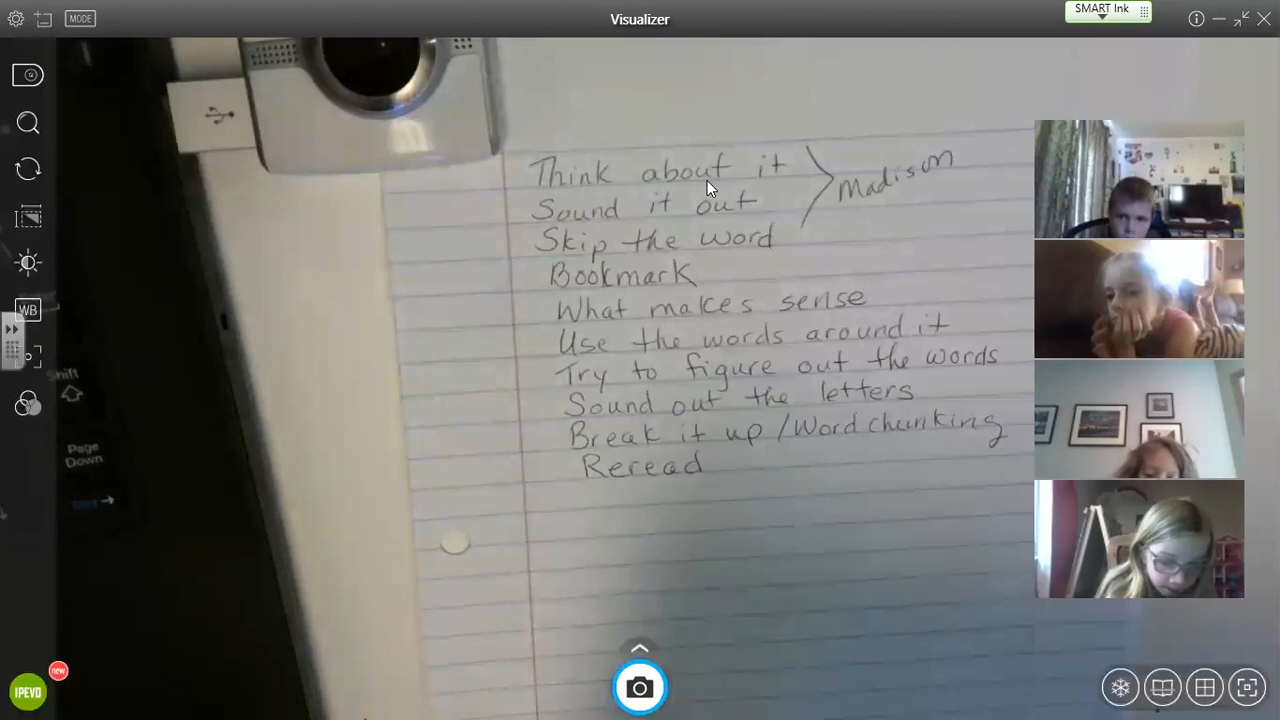 Visualizer
SMART Ink
MODE
Think about it
Sound it out
Madison
Skip the word
Bookmark
What makes sense
Use the words around it
Try to figure out the words
Sound out the letters
Break it up / Word chunking
Reread
WB
Shift
Page
Down
new
IPEVO